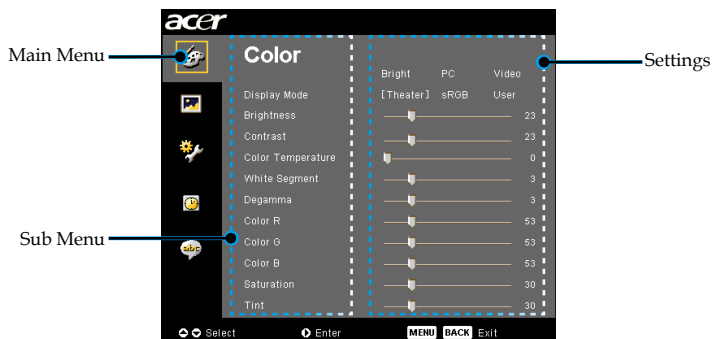 acer
Main Menu
Color
Settings
Bright PC Video
Display Mode [Theater] sRGB User
Brightness 23
Contrast 23
Color Temperature 0
White Segment 3
Degamma 3
Color R 53
Sub Menu
Color G 53
abc
Color B 53
Saturation 30
Tint 30
Select Enter MENU BACK Exit